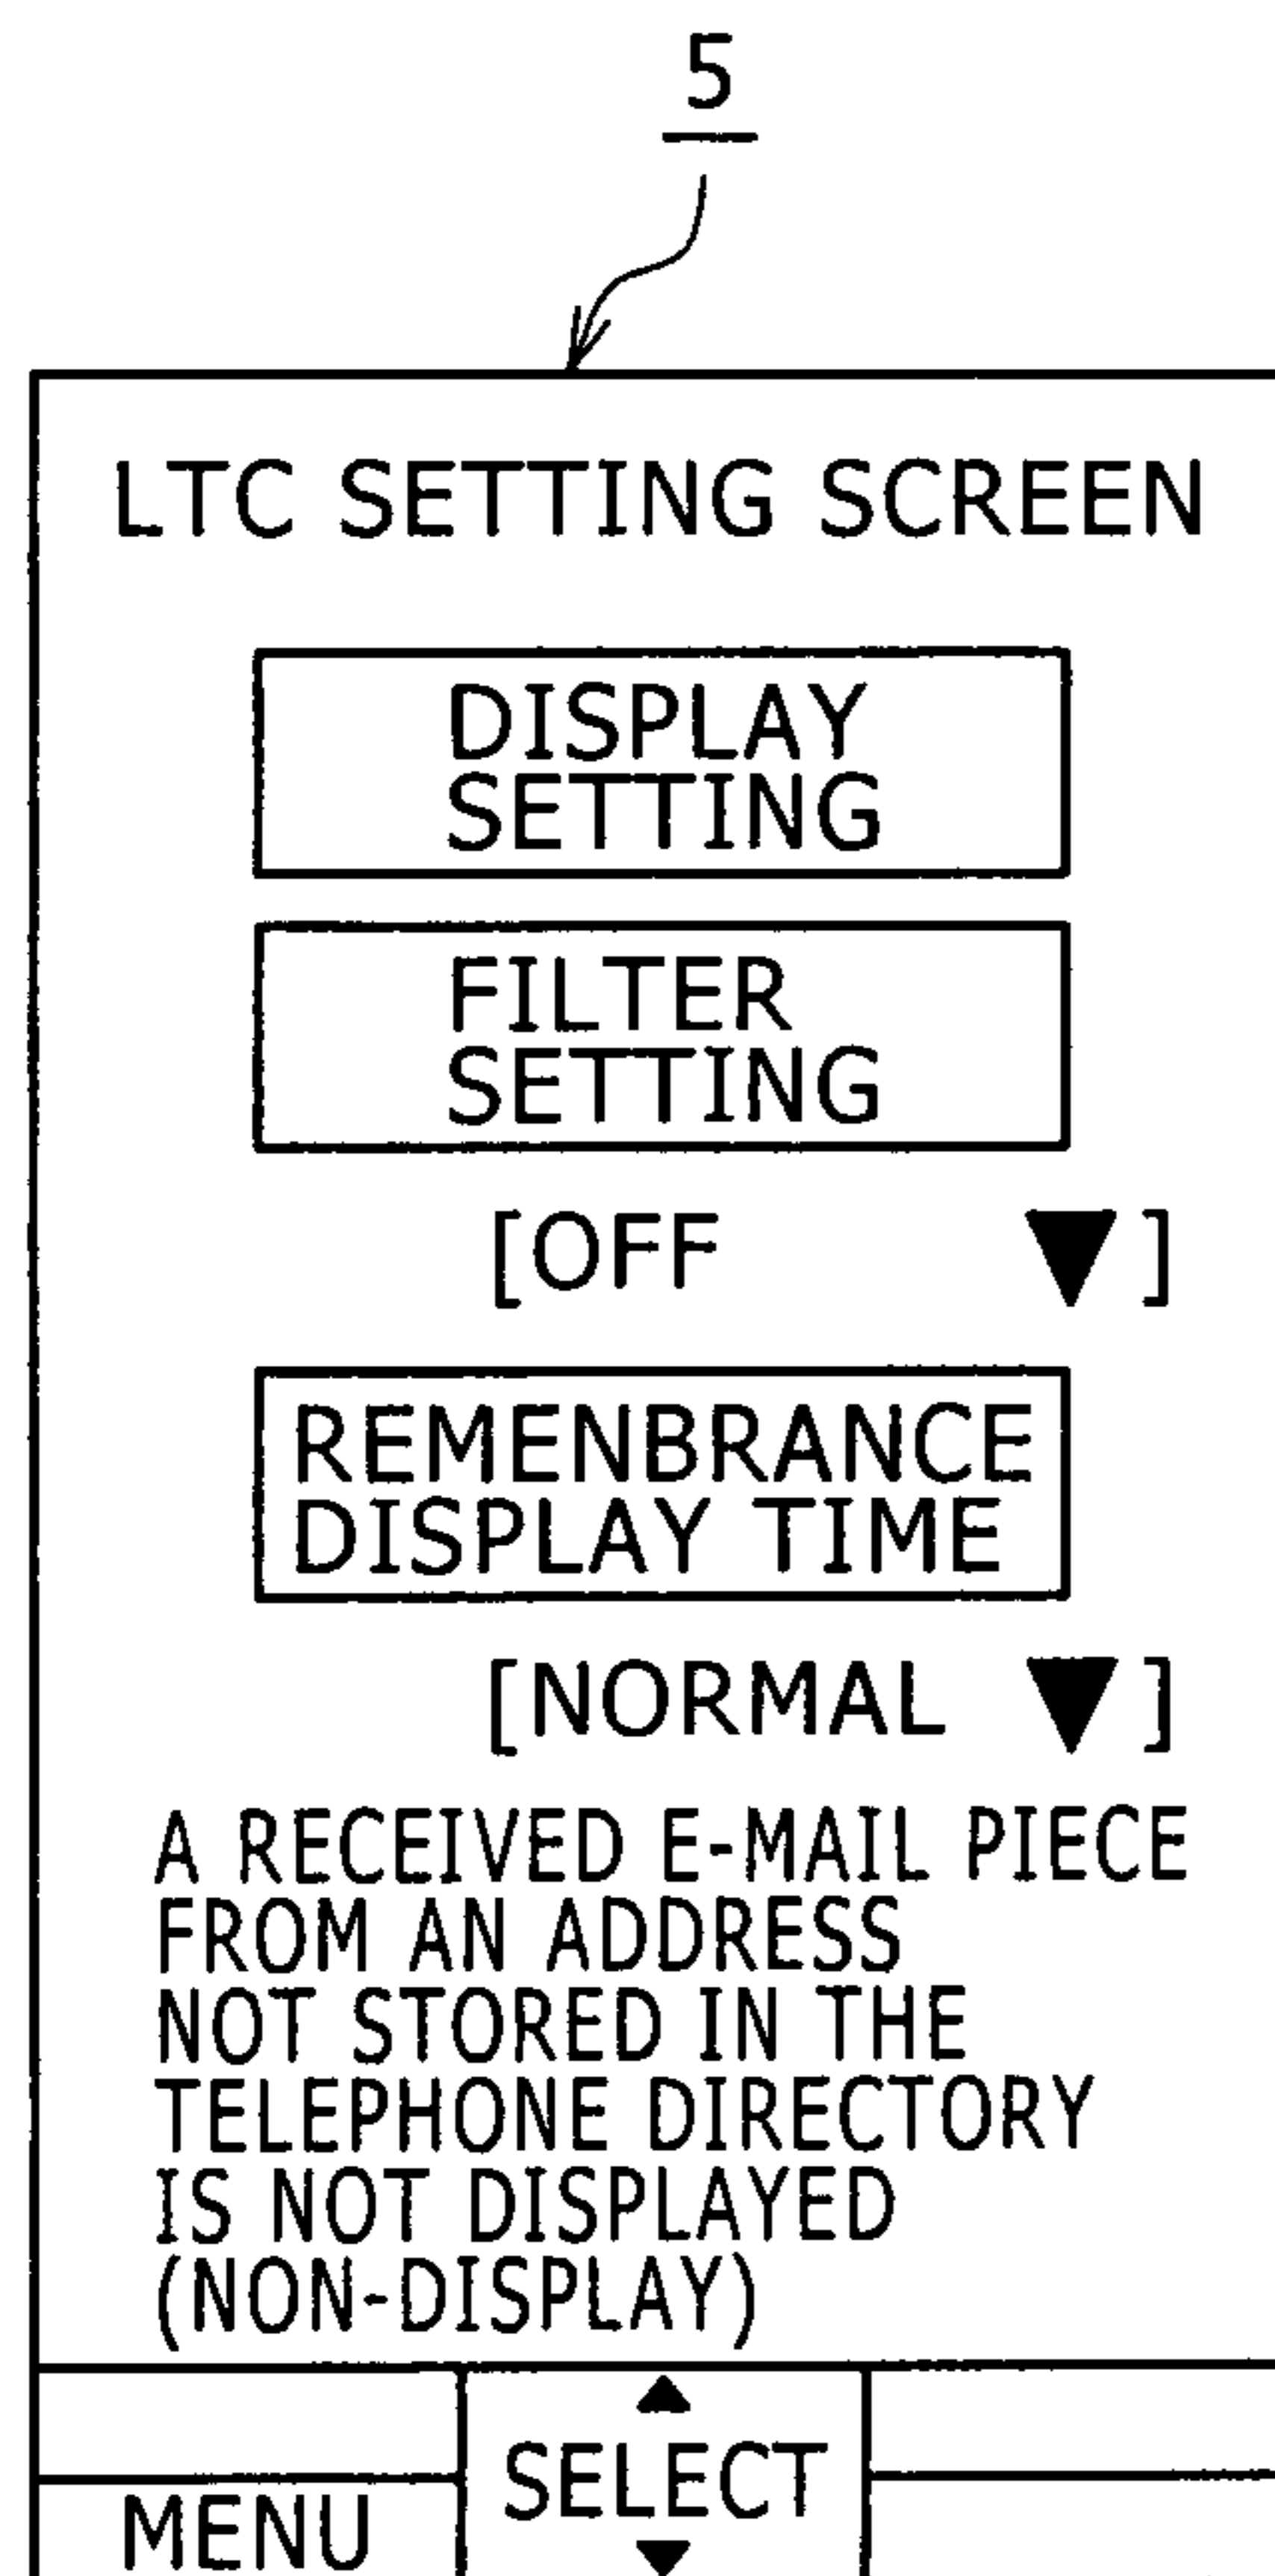 5
LTC SETTING SCREEN
DISPLAY
SETTING
FILTER
SETTING
[OFF ▼]
REMENBRANCE
DISPLAY TIME
[NORMAL ▼]
A RECEIVED E-MAIL PIECE
FROM AN ADDRESS
NOT STORED IN THE
TELEPHONE DIRECTORY
IS NOT DISPLAYED
(NON-DISPLAY)
▲
SELECT
MENU
▼